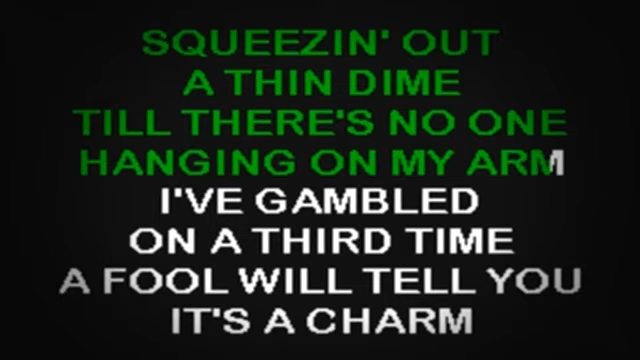 SQUEEZIN' OUT
A THIN DIME
TILL THERE'S NO ONE
HANGING ON MY ARM
I'VE GAMBLED
ON A THIRD TIME
A FOOL WILL TELL YOU
IT'S A CHARM